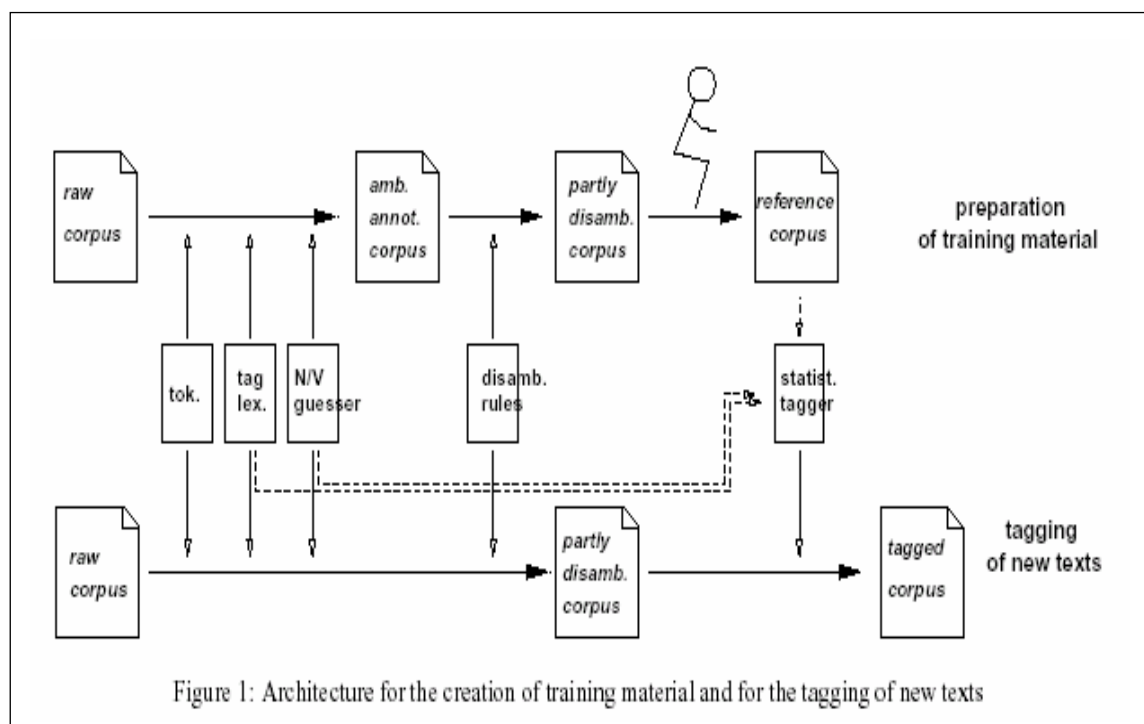 raw
corpus
amb.
annot.
corpus
partly
disamb.
corpus
reference
corpus
preparation
of training material
tok.
tag
lex.
N/V
guesser
disamb.
rules
statist.
tagger
raw
corpus
partly
disamb.
corpus
tagged
corpus
tagging
of new texts
Figure 1: Architecture for the creation of training material and for the tagging of new texts